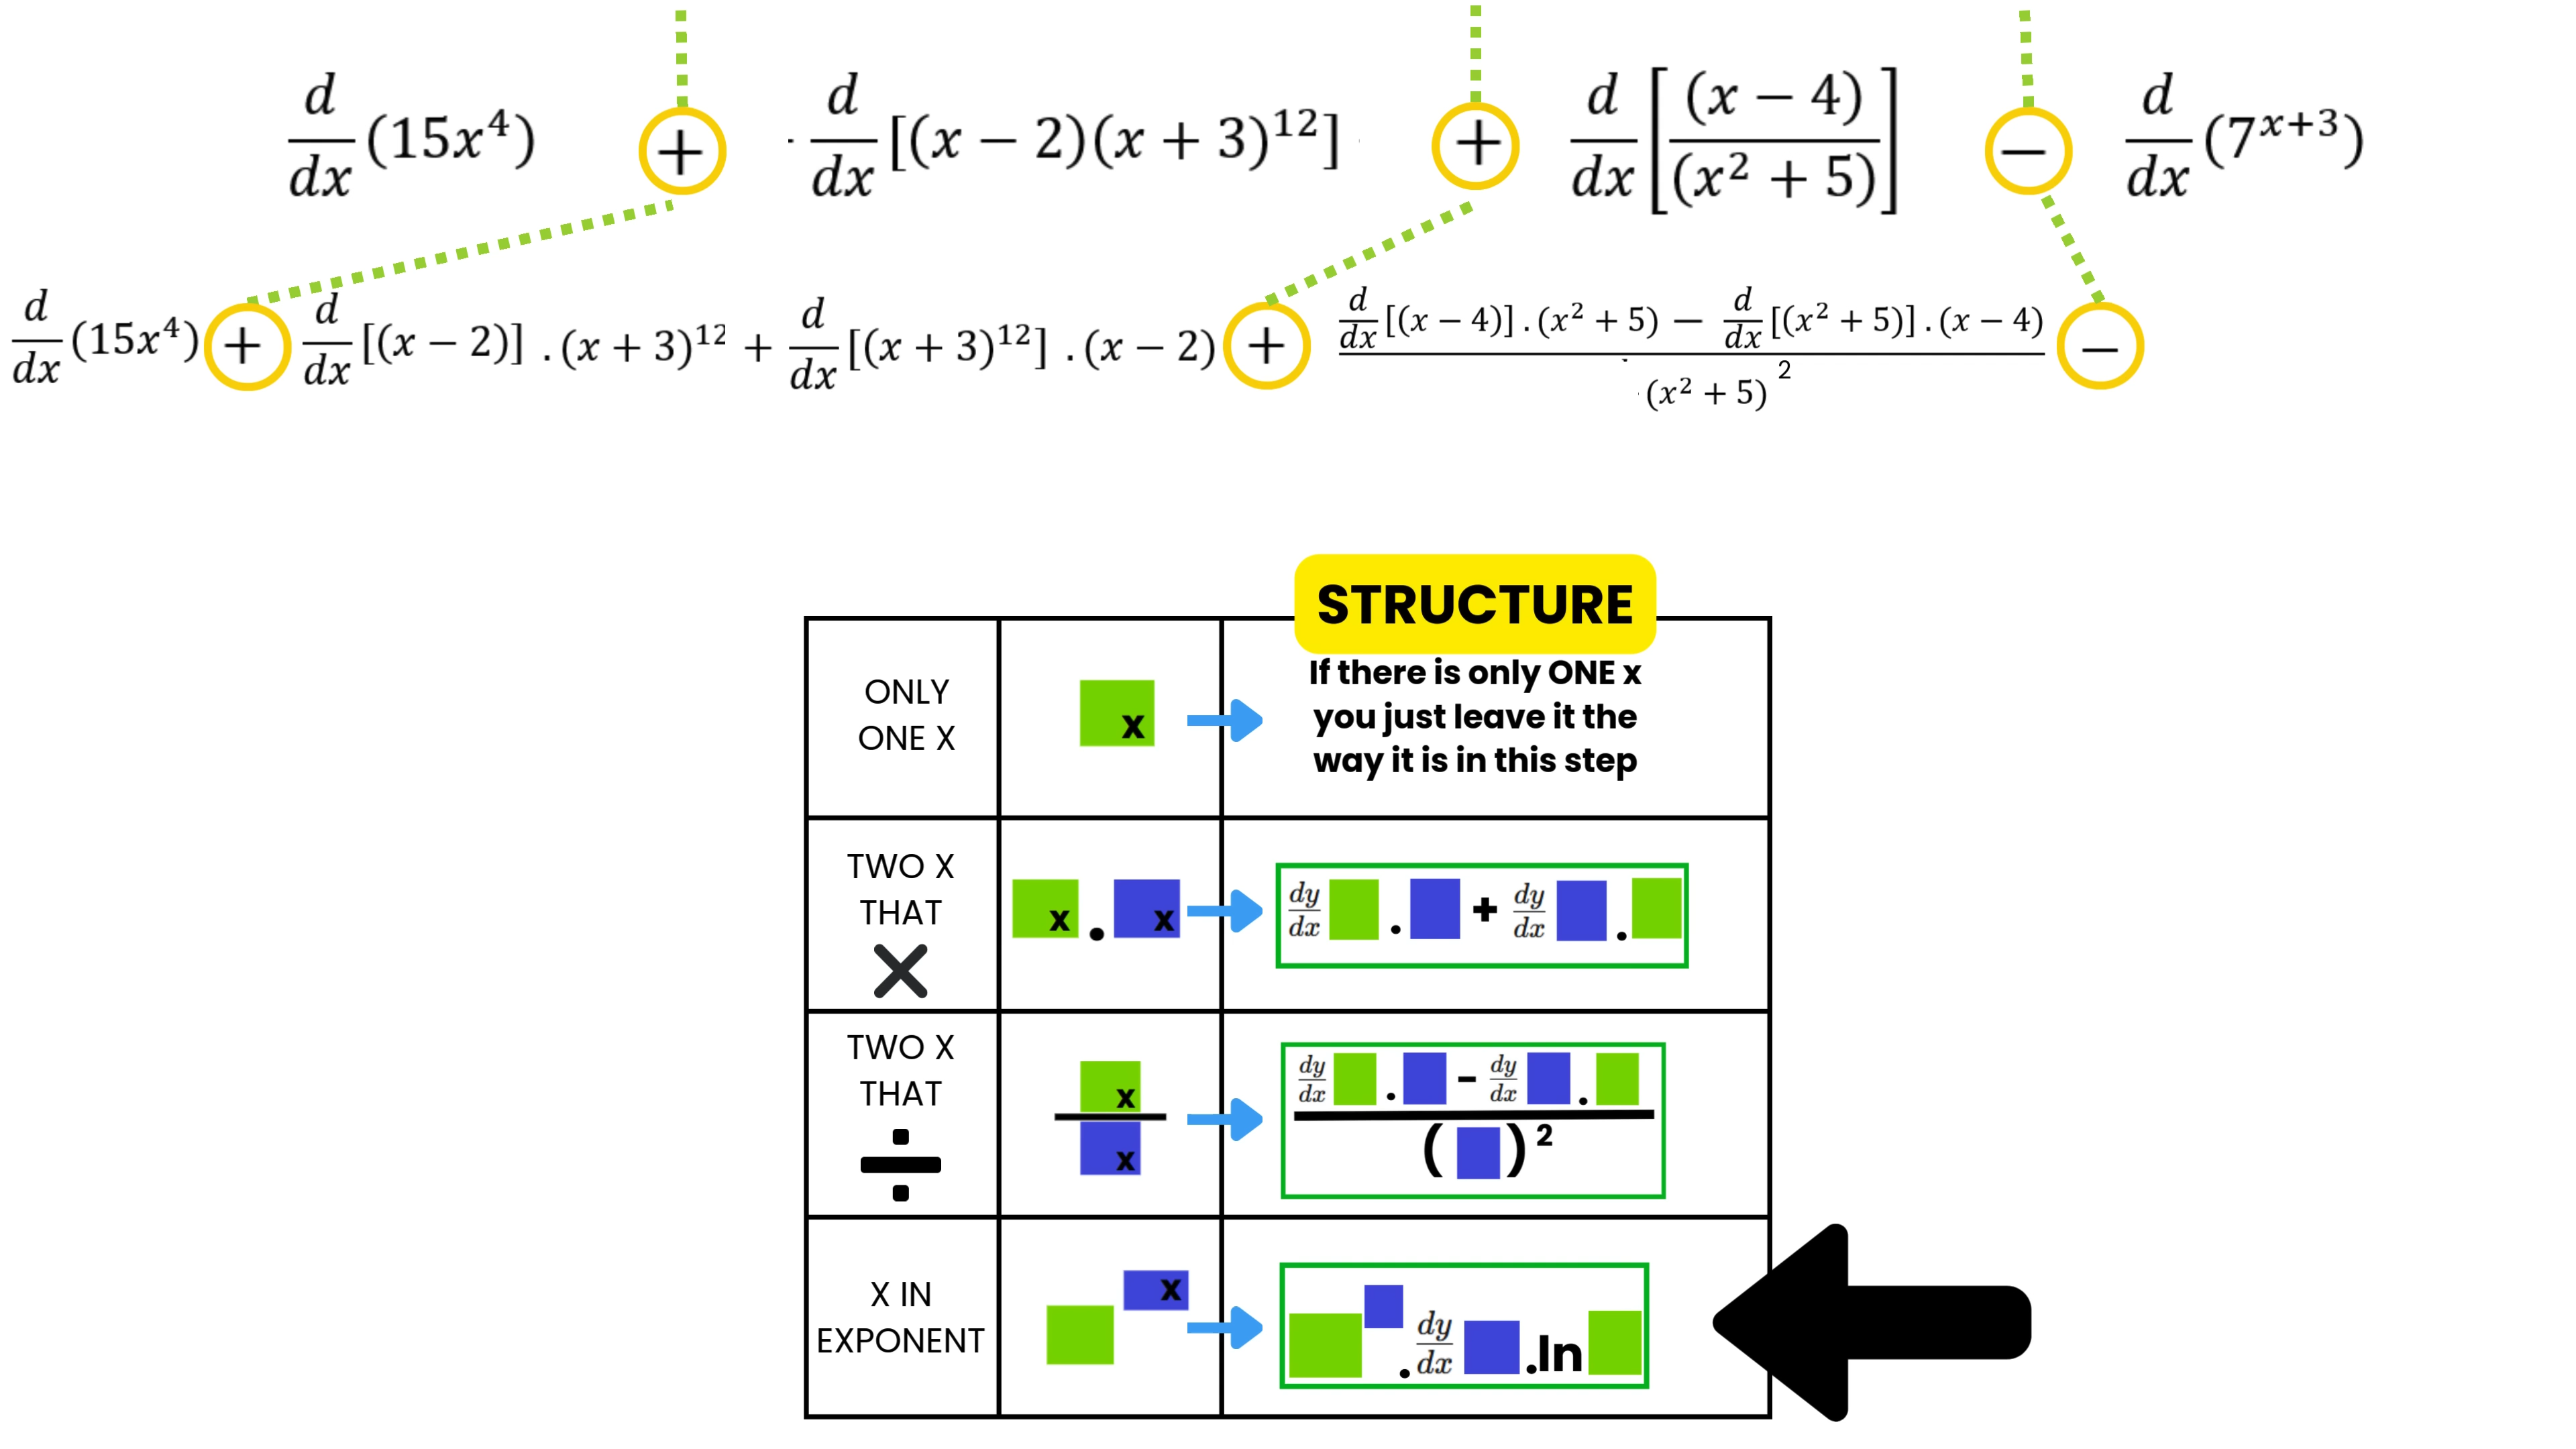 d/dx (15x⁴) + d/dx [(x − 2)(x + 3)¹²] + d/dx [(x − 4)/(x² + 5)] − d/dx (7ˣ⁺³)
d/dx (15x⁴) + d/dx [(x − 2)] . (x + 3)¹² + d/dx [(x + 3)¹²] . (x − 2) + (d/dx [(x − 4)] . (x² + 5) − d/dx [(x² + 5)] . (x − 4))/(x² + 5)² −
STRUCTURE
ONLY
ONE X
x
If there is only ONE x
you just leave it the
way it is in this step
TWO X
THAT
×
x . x
dy/dx . + dy/dx .
TWO X
THAT
÷
x
x
dy/dx . - dy/dx .
( )²
X IN
EXPONENT
x
. dy/dx .ln